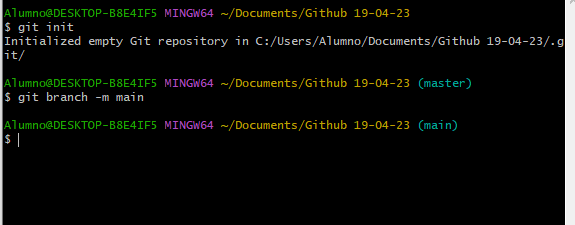 Alumno@DESKTOP-B8E4IF5 MINGW64 ~/Documents/Github 19-04-23
$ git init
Initialized empty Git repository in C:/Users/Alumno/Documents/Github 19-04-23/.g
it/
Alumno@DESKTOP-B8E4IF5 MINGW64 ~/Documents/Github 19-04-23 (master)
$ git branch -m main
Alumno@DESKTOP-B8E4IF5 MINGW64 ~/Documents/Github 19-04-23 (main)
$